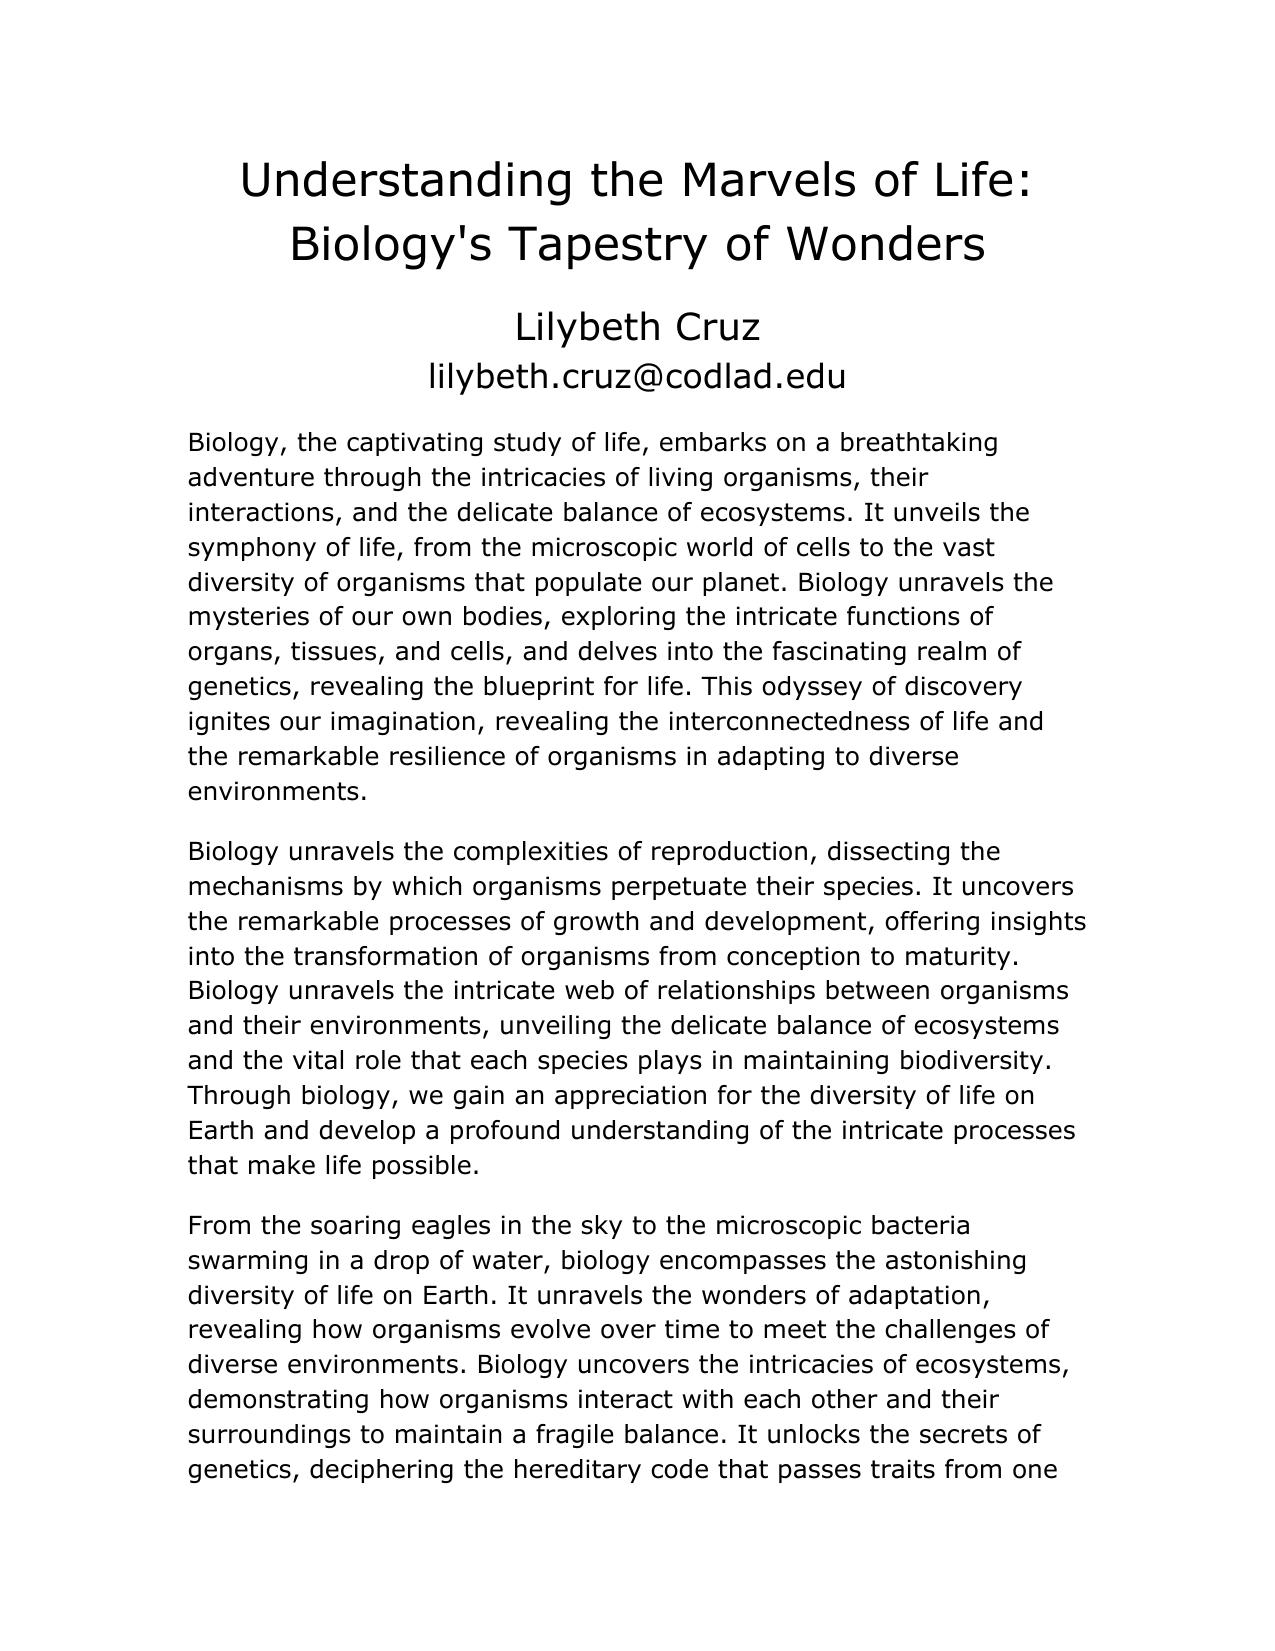 Understanding the Marvels of Life:
Biology's Tapestry of Wonders
Lilybeth Cruz
lilybeth.cruz@codlad.edu
Biology, the captivating study of life, embarks on a breathtaking
adventure through the intricacies of living organisms, their
interactions, and the delicate balance of ecosystems. It unveils the
symphony of life, from the microscopic world of cells to the vast
diversity of organisms that populate our planet. Biology unravels the
mysteries of our own bodies, exploring the intricate functions of
organs, tissues, and cells, and delves into the fascinating realm of
genetics, revealing the blueprint for life. This odyssey of discovery
ignites our imagination, revealing the interconnectedness of life and
the remarkable resilience of organisms in adapting to diverse
environments.
Biology unravels the complexities of reproduction, dissecting the
mechanisms by which organisms perpetuate their species. It uncovers
the remarkable processes of growth and development, offering insights
into the transformation of organisms from conception to maturity.
Biology unravels the intricate web of relationships between organisms
and their environments, unveiling the delicate balance of ecosystems
and the vital role that each species plays in maintaining biodiversity.
Through biology, we gain an appreciation for the diversity of life on
Earth and develop a profound understanding of the intricate processes
that make life possible.
From the soaring eagles in the sky to the microscopic bacteria
swarming in a drop of water, biology encompasses the astonishing
diversity of life on Earth. It unravels the wonders of adaptation,
revealing how organisms evolve over time to meet the challenges of
diverse environments. Biology uncovers the intricacies of ecosystems,
demonstrating how organisms interact with each other and their
surroundings to maintain a fragile balance. It unlocks the secrets of
genetics, deciphering the hereditary code that passes traits from one